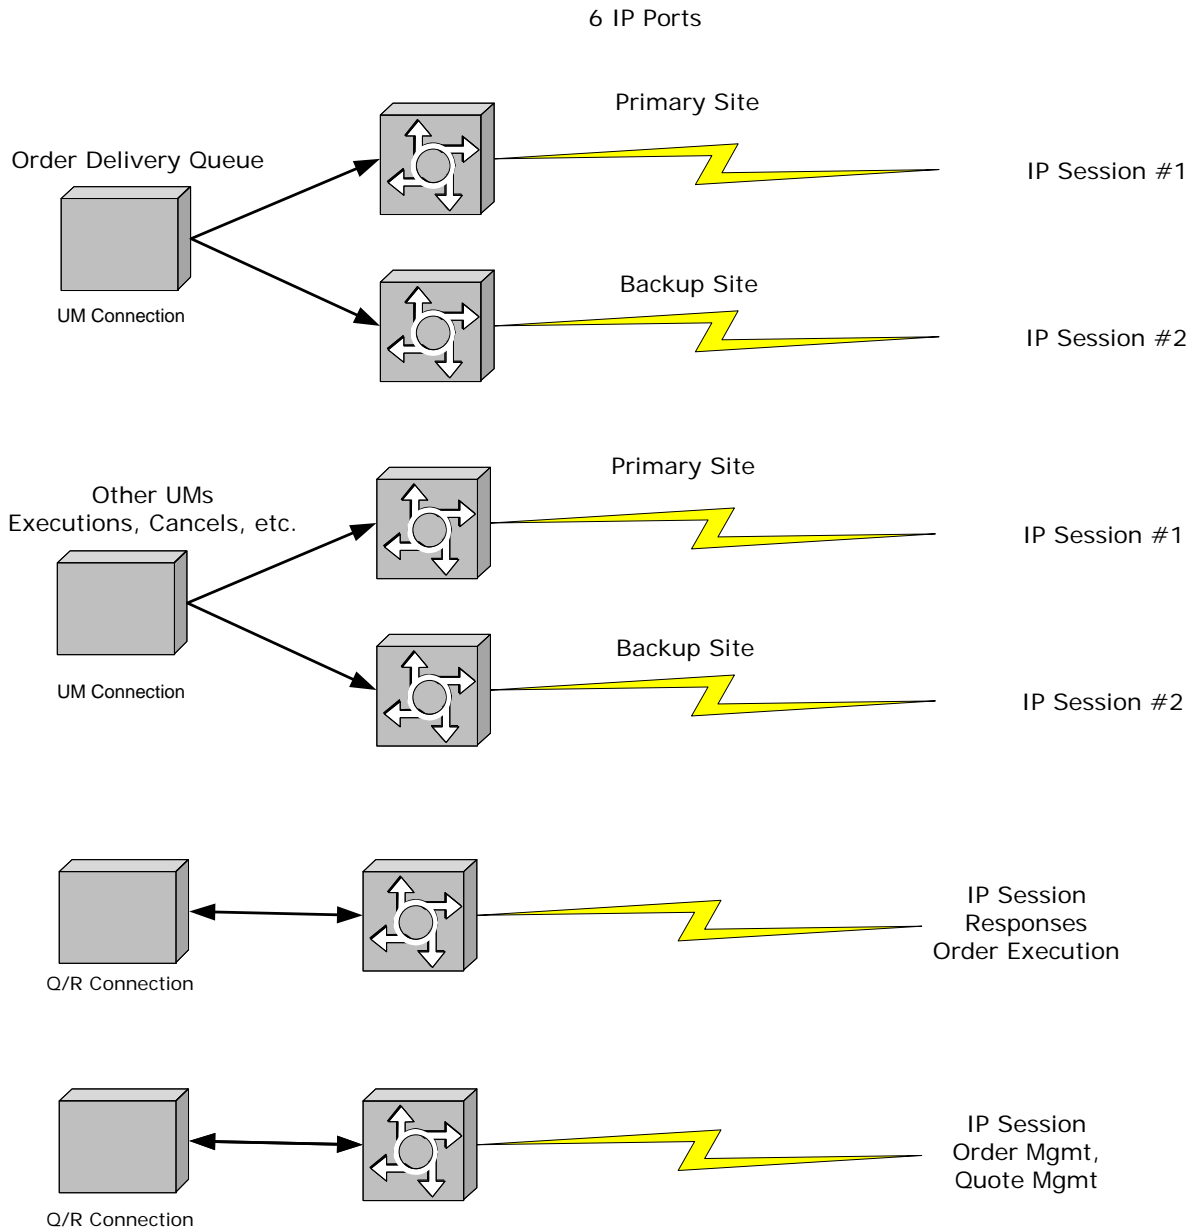 6 IP Ports
Primary Site
Order Delivery Queue
IP Session #1
Backup Site
UM Connection
IP Session #2
Primary Site
Other UMs
Executions, Cancels, etc.
IP Session #1
Backup Site
UM Connection
IP Session #2
IP Session
Responses
Order Execution
Q/R Connection
IP Session
Order Mgmt,
Quote Mgmt
Q/R Connection